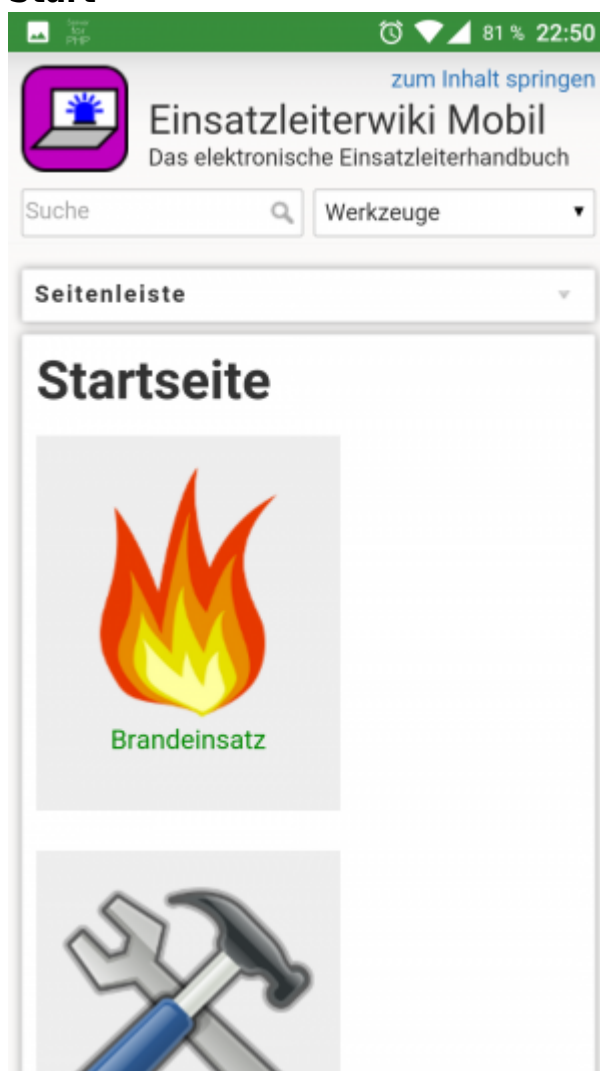 Start
81 % 22:50
zum Inhalt springen
Einsatzleiterwiki Mobil
Das elektronische Einsatzleiterhandbuch
Suche
Werkzeuge
Seitenleiste
Startseite
Brandeinsatz